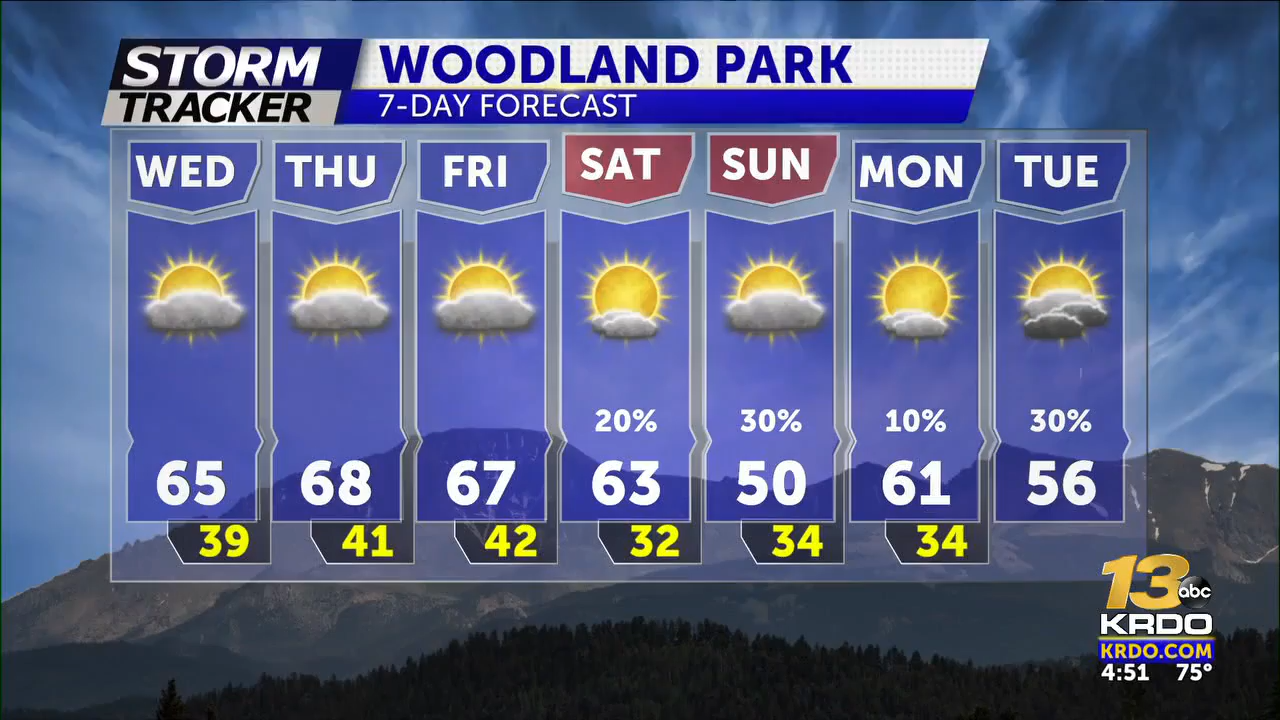 STORM
TRACKER
WOODLAND PARK
7-DAY FORECAST
WED THU FRI SAT SUN MON TUE
20% 30% 10% 30%
65 68 67 63 50 61 56
39 41 42 32 34 34
13 abc
KRDO
KRDO.COM
4:51 75°